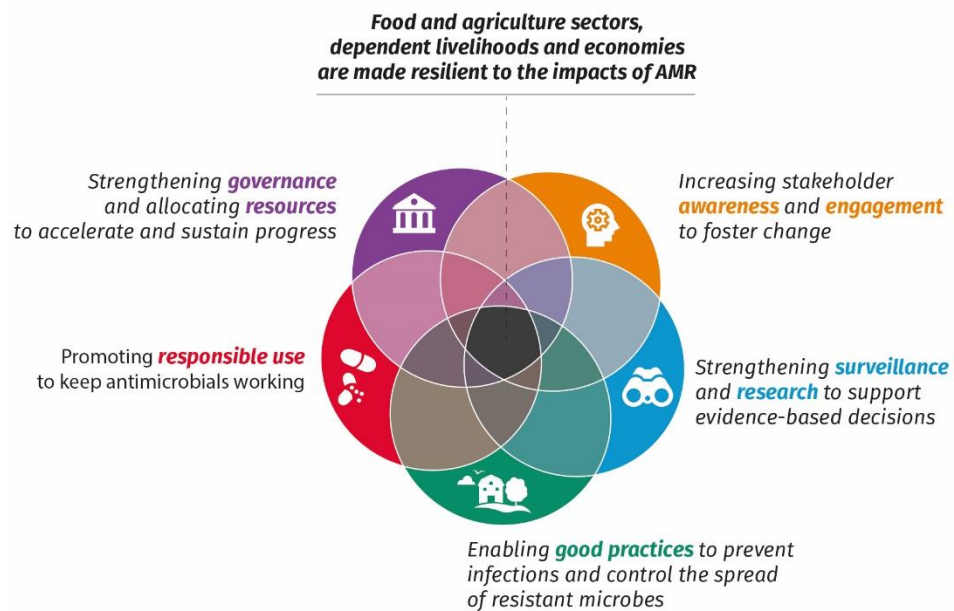 Food and agriculture sectors,
dependent livelihoods and economies
are made resilient to the impacts of AMR
Strengthening governance
and allocating resources
to accelerate and sustain progress
Increasing stakeholder
awareness and engagement
to foster change
Promoting responsible use
to keep antimicrobials working
Strengthening surveillance
and research to support
evidence-based decisions
Enabling good practices to prevent
infections and control the spread
of resistant microbes